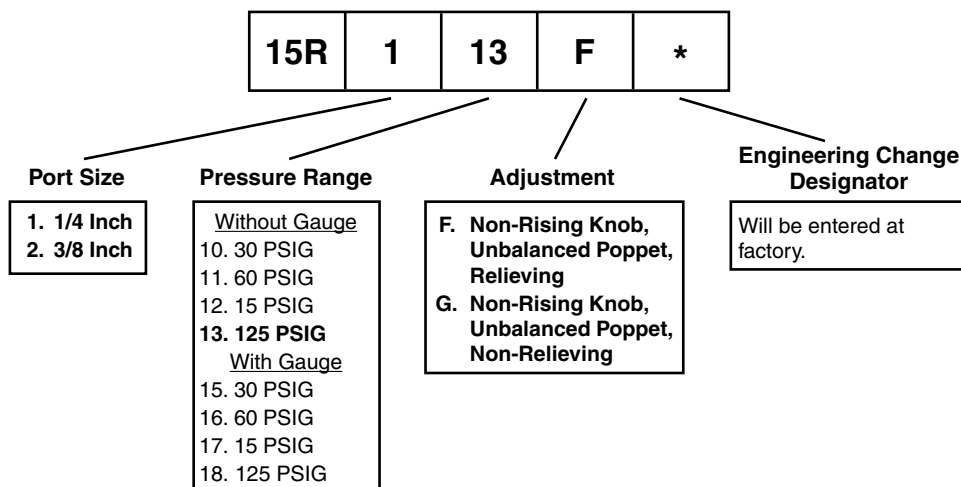 15R 1 13 F *
Port Size
1. 1/4 Inch
2. 3/8 Inch
Pressure Range
Without Gauge
10. 30 PSIG
11. 60 PSIG
12. 15 PSIG
13. 125 PSIG
With Gauge
15. 30 PSIG
16. 60 PSIG
17. 15 PSIG
18. 125 PSIG
Adjustment
F. Non-Rising Knob,
Unbalanced Poppet,
Relieving
G. Non-Rising Knob,
Unbalanced Poppet,
Non-Relieving
Engineering Change
Designator
Will be entered at
factory.